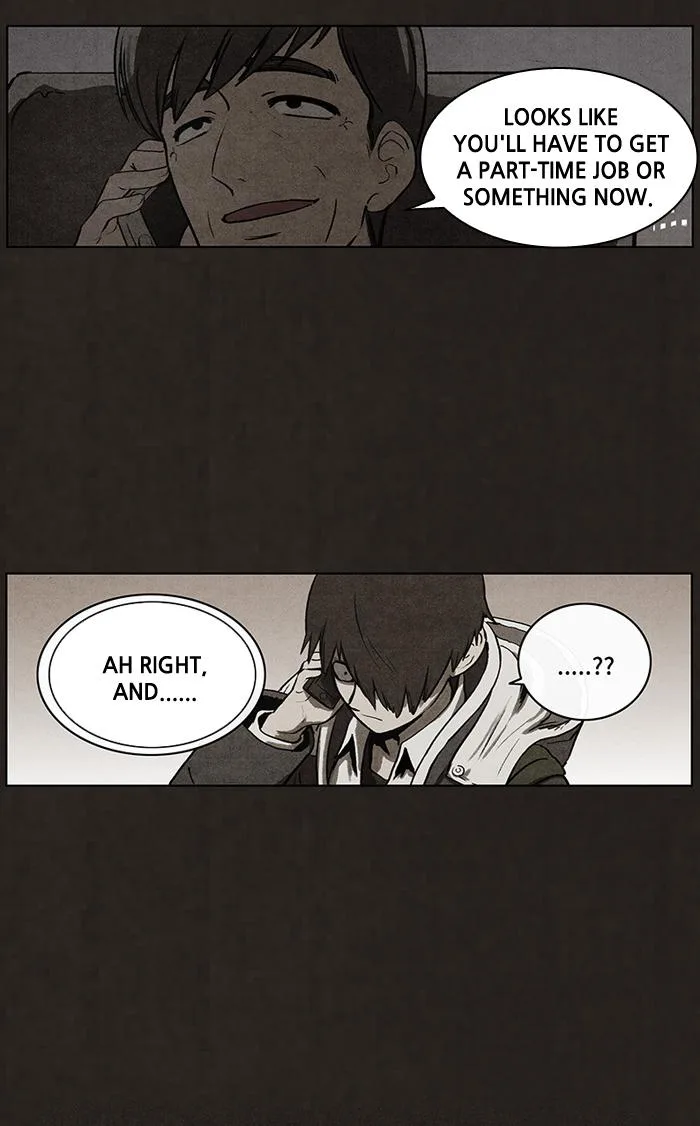 LOOKS LIKE
YOU'LL HAVE TO GET
A PART-TIME JOB OR
SOMETHING NOW.
AH RIGHT,
AND......
.....??